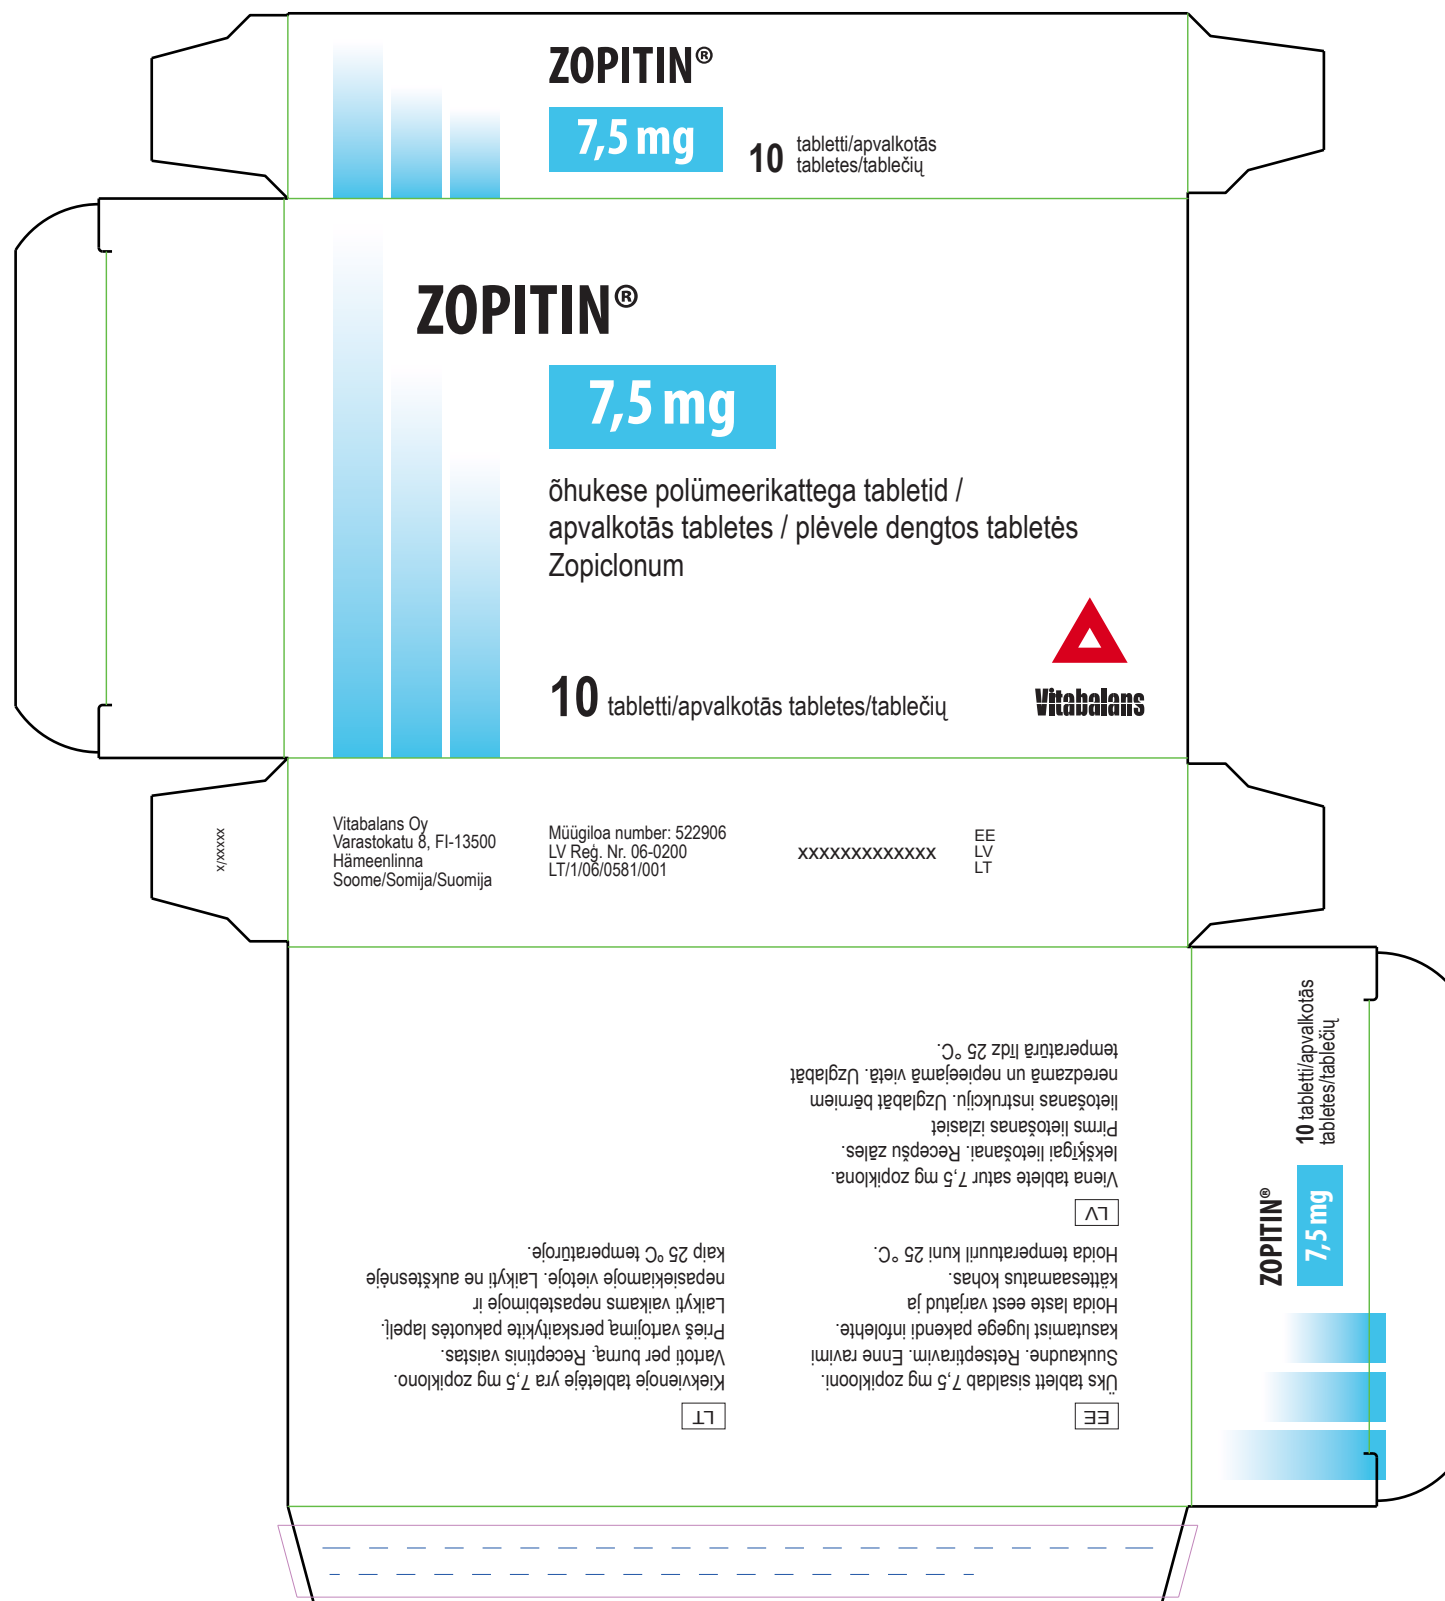 ZOPITIN®
7,5 mg
10 tabletti/apvalkotās
tabletes/tablečių
ZOPITIN®
7,5 mg
õhukese polümeerikattega tabletid /
apvalkotās tabletes / plėvele dengtos tabletės
Zopiclonum
10 tabletti/apvalkotās tabletes/tablečių
Vitabalans
x/xxxxx
Vitabalans Oy
Varastokatu 8, FI-13500
Hämeenlinna
Soome/Somija/Suomija
Müügiloa number: 522906
LV Reģ. Nr. 06-0200
LT/1/06/0581/001
xxxxxxxxxxxxx
EE
LV
LT
EE
Üks tablett sisaldab 7,5 mg zopiklooni.
Suukaudne. Retseptiravim. Enne ravimi
kasutamist lugege pakendi infolehte.
Hoida laste eest varjatud ja
kättesaamatus kohas.
Hoida temperatuuril kuni 25 °C.
LV
Viena tablete satur 7,5 mg zopiklona.
Iekšķīgai lietošanai. Recepšu zāles.
Pirms lietošanas izlasiet
lietošanas instrukciju. Uzglabāt bērniem
neredzamā un nepieejamā vietā. Uzglabāt
temperatūrā līdz 25 °C.
LT
Kiekvienoje tabletėje yra 7,5 mg zopiklono.
Vartoti per burną. Receptinis vaistas.
Prieš vartojimą perskaitykite pakuotės lapelį.
Laikyti vaikams nepastebimoje ir
nepasiekiamoje vietoje. Laikyti ne aukštesnėje
kaip 25 °C temperatūroje.
ZOPITIN®
7,5 mg
10 tabletti/apvalkotās
tabletes/tablečių